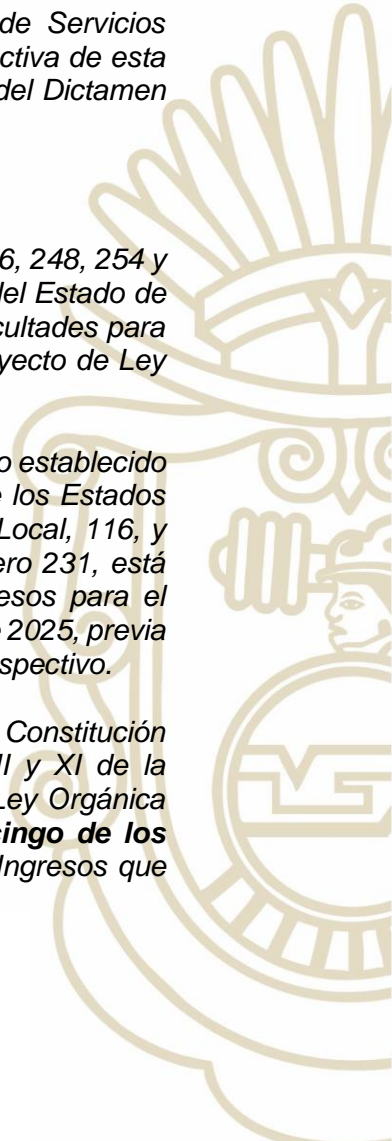 de Servicios
ctiva de esta
del Dictamen
6, 248, 254 y
del Estado de
cultades para
oyecto de Ley
o establecido
e los Estados
Local, 116, y
ero 231, está
esos para el
e 2025, previa
spectivo.
Constitución
II y XI de la
Ley Orgánica
cingo de los
Ingresos que